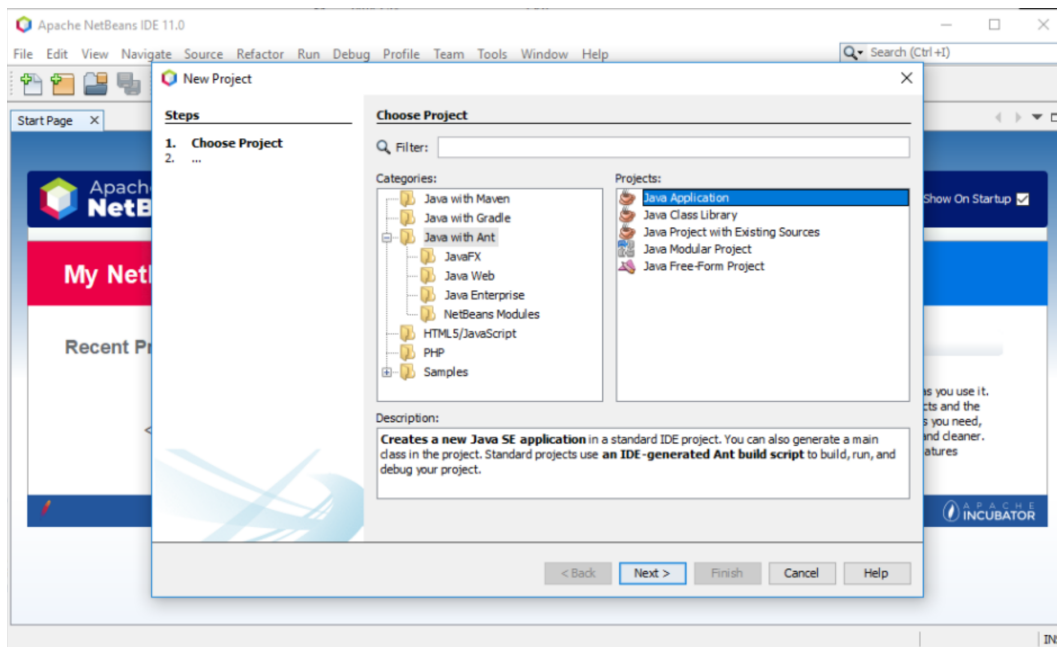 Apache NetBeans IDE 11.0
File Edit View Navigate Source Refactor Run Debug Profile Team Tools Window Help
Search (Ctrl+I)
New Project
Start Page
Steps
1. Choose Project
2. ...
Choose Project
Filter:
Categories:
Java with Maven
Java with Gradle
Java with Ant
JavaFX
Java Web
Java Enterprise
NetBeans Modules
HTML5/JavaScript
PHP
Samples
Projects:
Java Application
Java Class Library
Java Project with Existing Sources
Java Modular Project
Java Free-Form Project
Description:
Creates a new Java SE application in a standard IDE project. You can also generate a main
class in the project. Standard projects use an IDE-generated Ant build script to build, run, and
debug your project.
< Back Next > Finish Cancel Help
Apach
NetB
Show On Startup
My Net
Recent Pr
as you use it.
cts and the
s you need,
and cleaner.
atures
APACHE
INCUBATOR
INS